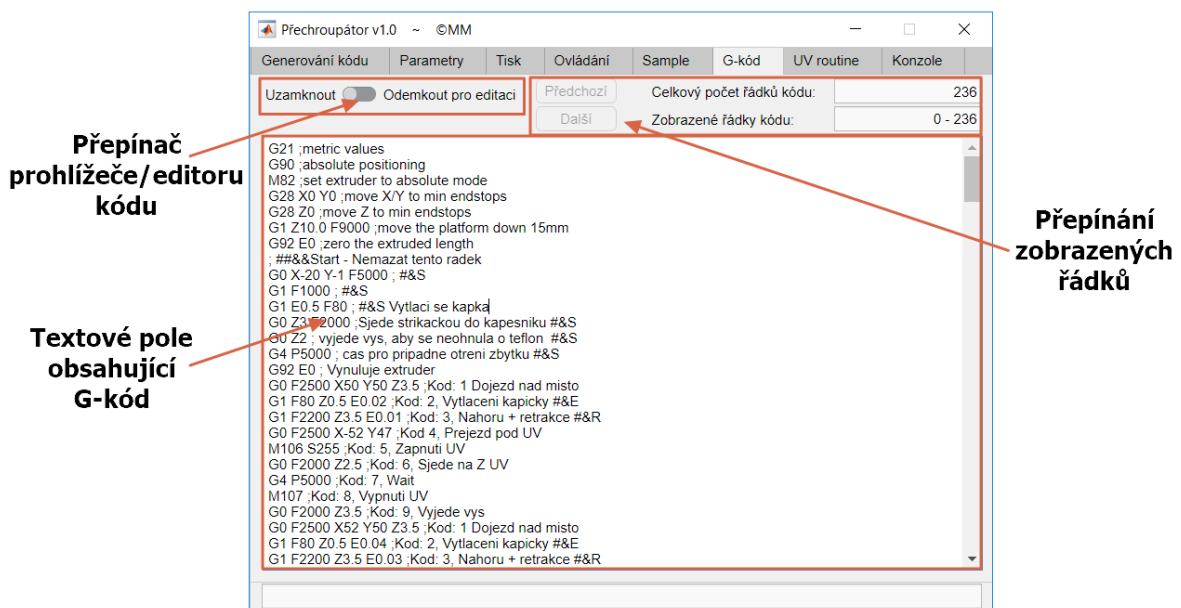 Přechroupátor v1.0 ~ ©MM
Generování kódu Parametry Tisk Ovládání Sample G-kód UV routine Konzole
Uzamknout Odemkout pro editaci Předchozí Celkový počet řádků kódu: 236
Další Zobrazené řádky kódu: 0 - 236
Přepínač
prohlížeče/editoru
kódu
Textové pole
obsahující
G-kód
G21 ;metric values
G90 ;absolute positioning
M82 ;set extruder to absolute mode
G28 X0 Y0 ;move X/Y to min endstops
G28 Z0 ;move Z to min endstops
G1 Z10.0 F9000 ;move the platform down 15mm
G92 E0 ;zero the extruded length
; ##&&Start - Nemazat tento radek
G0 X-20 Y-1 F5000 ; #&S
G1 F1000 ; #&S
G1 E0.5 F80 ; #&S Vytlaci se kapka
G0 Z3 F2000 ;Sjede strikackou do kapesniku #&S
G0 Z2 ; vyjede vys, aby se neohnula o teflon  #&S
G4 P5000 ; cas pro pripadne otreni zbytku #&S
G92 E0 ; Vynuluje extruder
G0 F2500 X50 Y50 Z3.5 ;Kod: 1 Dojezd nad misto
G1 F80 Z0.5 E0.02 ;Kod: 2, Vytlaceni kapicky #&E
G1 F2200 Z3.5 E0.01 ;Kod: 3, Nahoru + retrakce #&R
G0 F2500 X-52 Y47 ;Kod 4, Prejezd pod UV
M106 S255 ;Kod: 5, Zapnuti UV
G0 F2000 Z2.5 ;Kod: 6, Sjede na Z UV
G4 P5000 ;Kod: 7, Wait
M107 ;Kod: 8, Vypnuti UV
G0 F2000 Z3.5 ;Kod: 9, Vyjede vys
G0 F2500 X52 Y50 Z3.5 ;Kod: 1 Dojezd nad misto
G1 F80 Z0.5 E0.04 ;Kod: 2, Vytlaceni kapicky #&E
G1 F2200 Z3.5 E0.03 ;Kod: 3, Nahoru + retrakce #&R
Přepínání
zobrazených
řádků